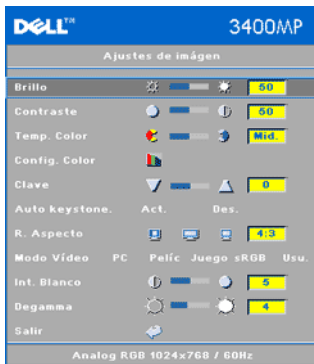 DELL™ 3400MP
Ajustes de imágen
Brillo 50
Contraste 50
Temp. Color Mid.
Config. Color
Clave 0
Auto keystone. Act. Des.
R. Aspecto 4:3
Modo Vídeo PC Pelíc Juego sRGB Usu.
Int. Blanco 5
Degamma 4
Salir
Analog RGB 1024x768 / 60Hz